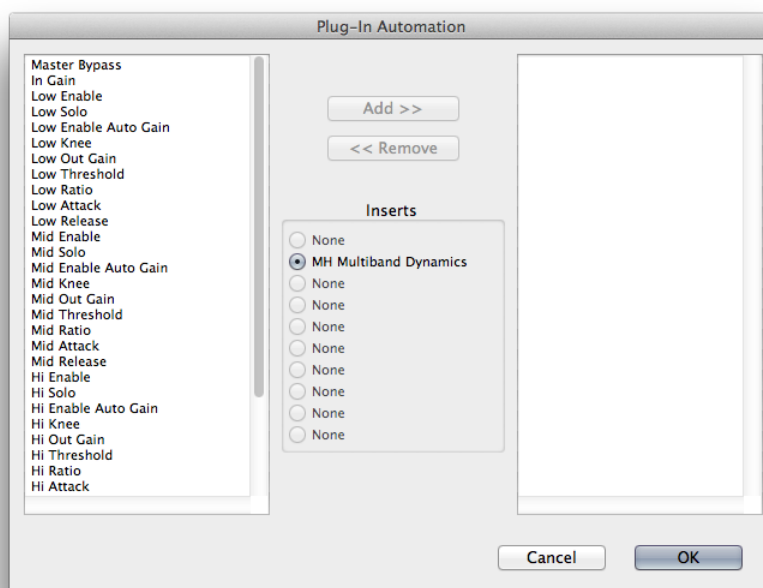 Plug-In Automation
Master Bypass
In Gain
Low Enable
Low Solo
Low Enable Auto Gain
Low Knee
Low Out Gain
Low Threshold
Low Ratio
Low Attack
Low Release
Mid Enable
Mid Solo
Mid Enable Auto Gain
Mid Knee
Mid Out Gain
Mid Threshold
Mid Ratio
Mid Attack
Mid Release
Hi Enable
Hi Solo
Hi Enable Auto Gain
Hi Knee
Hi Out Gain
Hi Threshold
Hi Ratio
Hi Attack
Add >>
<< Remove
Inserts
None
MH Multiband Dynamics
None
None
None
None
None
None
None
None
Cancel
OK